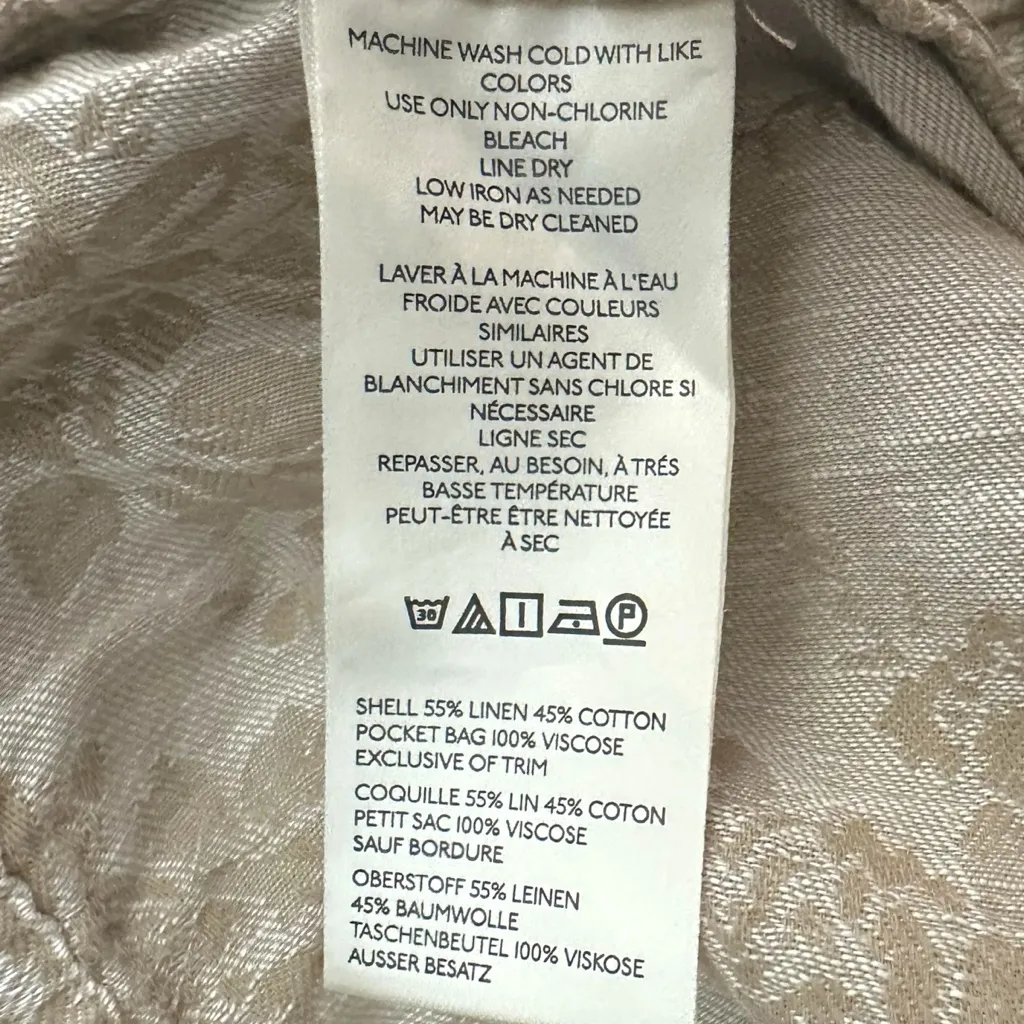 MACHINE WASH COLD WITH LIKE
COLORS
USE ONLY NON-CHLORINE
BLEACH
LINE DRY
LOW IRON AS NEEDED
MAY BE DRY CLEANED
LAVER À LA MACHINE À L'EAU
FROIDE AVEC COULEURS
SIMILAIRES
UTILISER UN AGENT DE
BLANCHIMENT SANS CHLORE SI
NÉCESSAIRE
LIGNE SEC
REPASSER, AU BESOIN, À TRÉS
BASSE TEMPÉRATURE
PEUT-ÊTRE ÊTRE NETTOYÉE
À SEC
30 P
SHELL 55% LINEN 45% COTTON
POCKET BAG 100% VISCOSE
EXCLUSIVE OF TRIM
COQUILLE 55% LIN 45% COTON
PETIT SAC 100% VISCOSE
SAUF BORDURE
OBERSTOFF 55% LEINEN
45% BAUMWOLLE
TASCHENBEUTEL 100% VISKOSE
AUSSER BESATZ